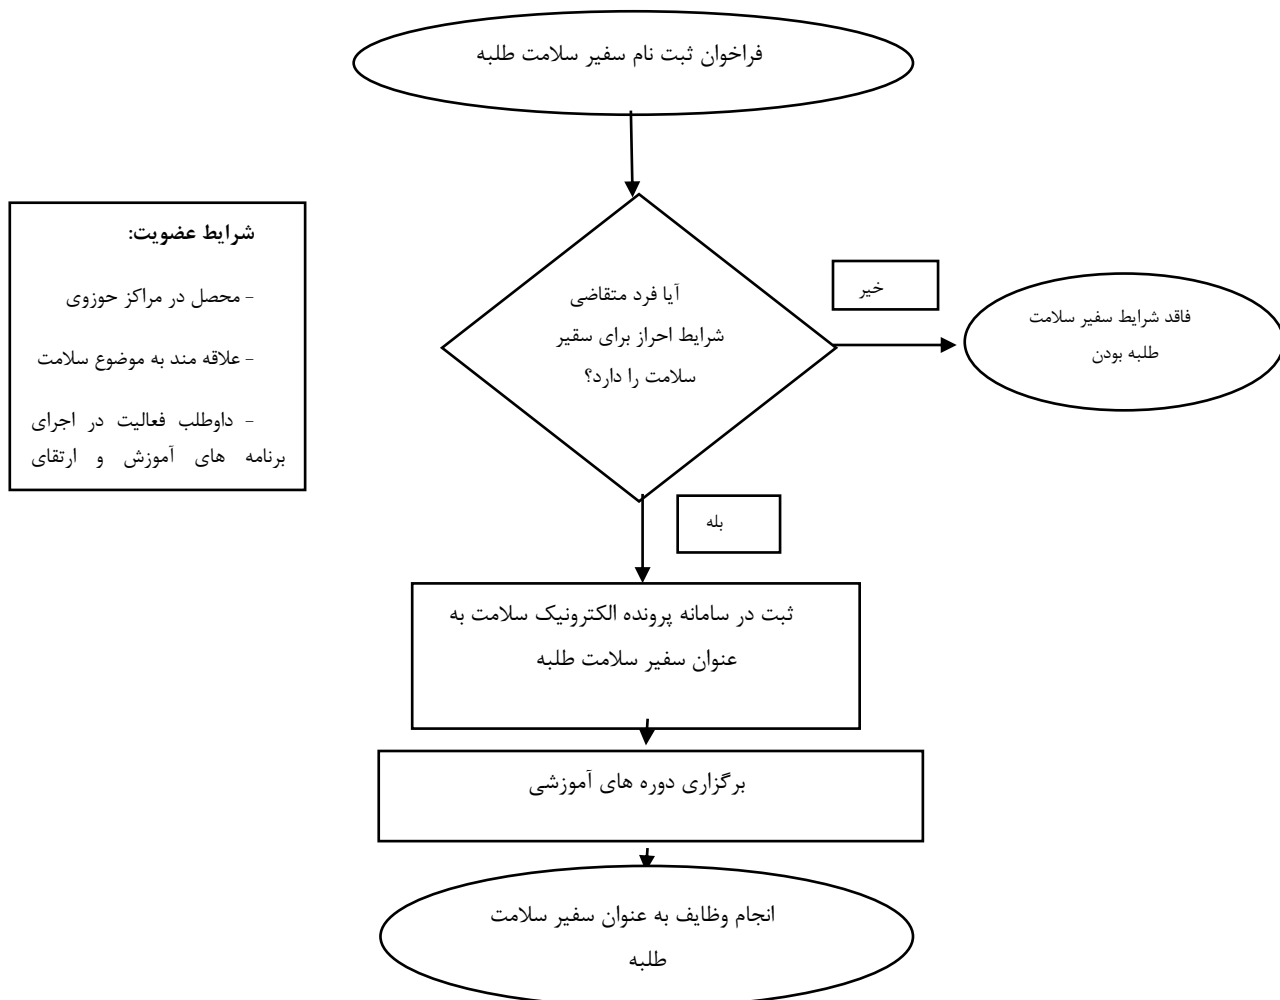 فراخوان ثبت نام سفیر سلامت طلبه
شرایط عضویت:
- محصل در مراکز حوزوی
- علاقه مند به موضوع سلامت
- داوطلب فعالیت در اجرای
برنامه های آموزش و ارتقای
آیا فرد متقاضی
شرایط احراز برای سقیر
سلامت را دارد؟
خیر
فاقد شرایط سفیر سلامت
طلبه بودن
بله
ثبت در سامانه پرونده الکترونیک سلامت به
عنوان سفیر سلامت طلبه
برگزاری دوره های آموزشی
انجام وظایف به عنوان سفیر سلامت
طلبه